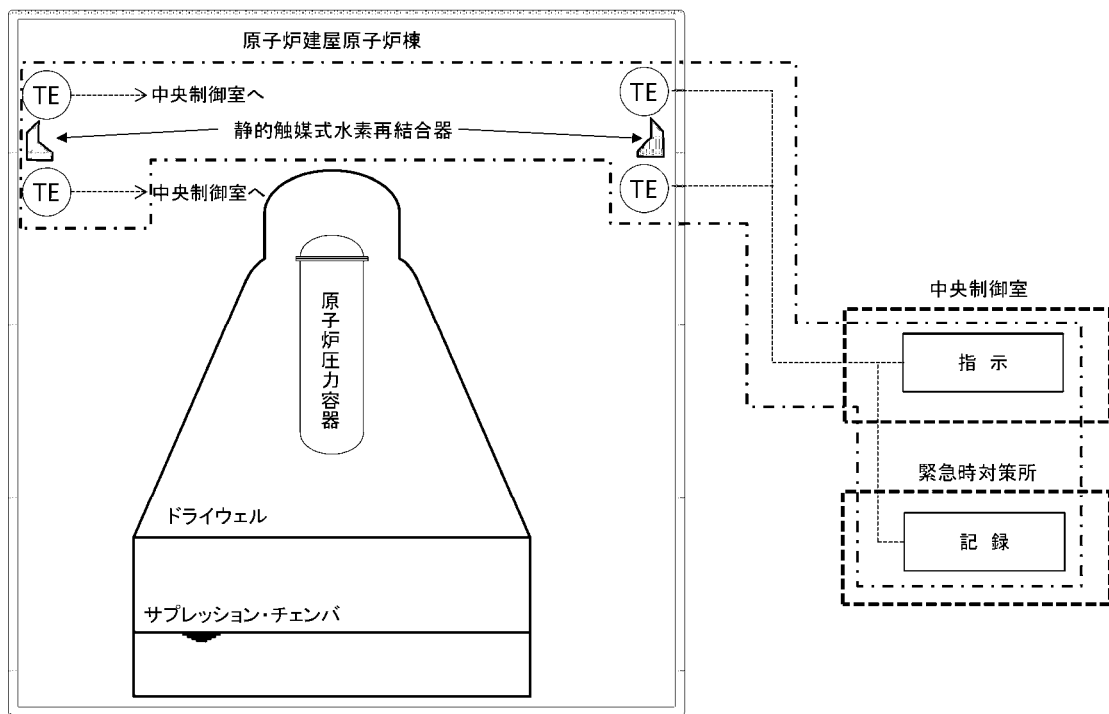 原子炉建屋原子炉棟
TE
中央制御室へ
TE
静的触媒式水素再結合器
TE
中央制御室へ
TE
中央制御室
指 示
原子炉圧力容器
緊急時対策所
ドライウェル
記 録
サプレッション・チェンバ